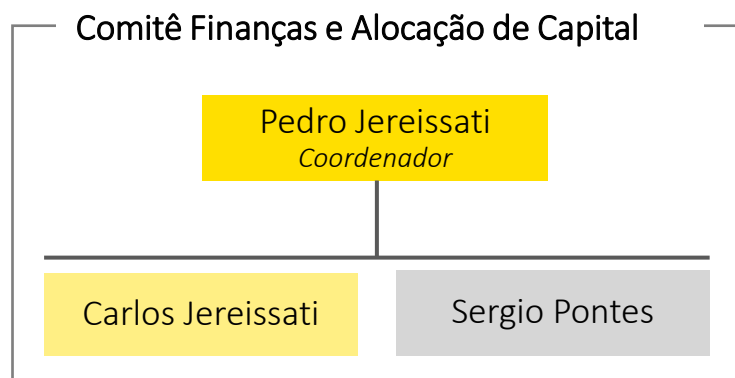 Comitê Finanças e Alocação de Capital
Pedro Jereissati
Coordenador
Carlos Jereissati
Sergio Pontes